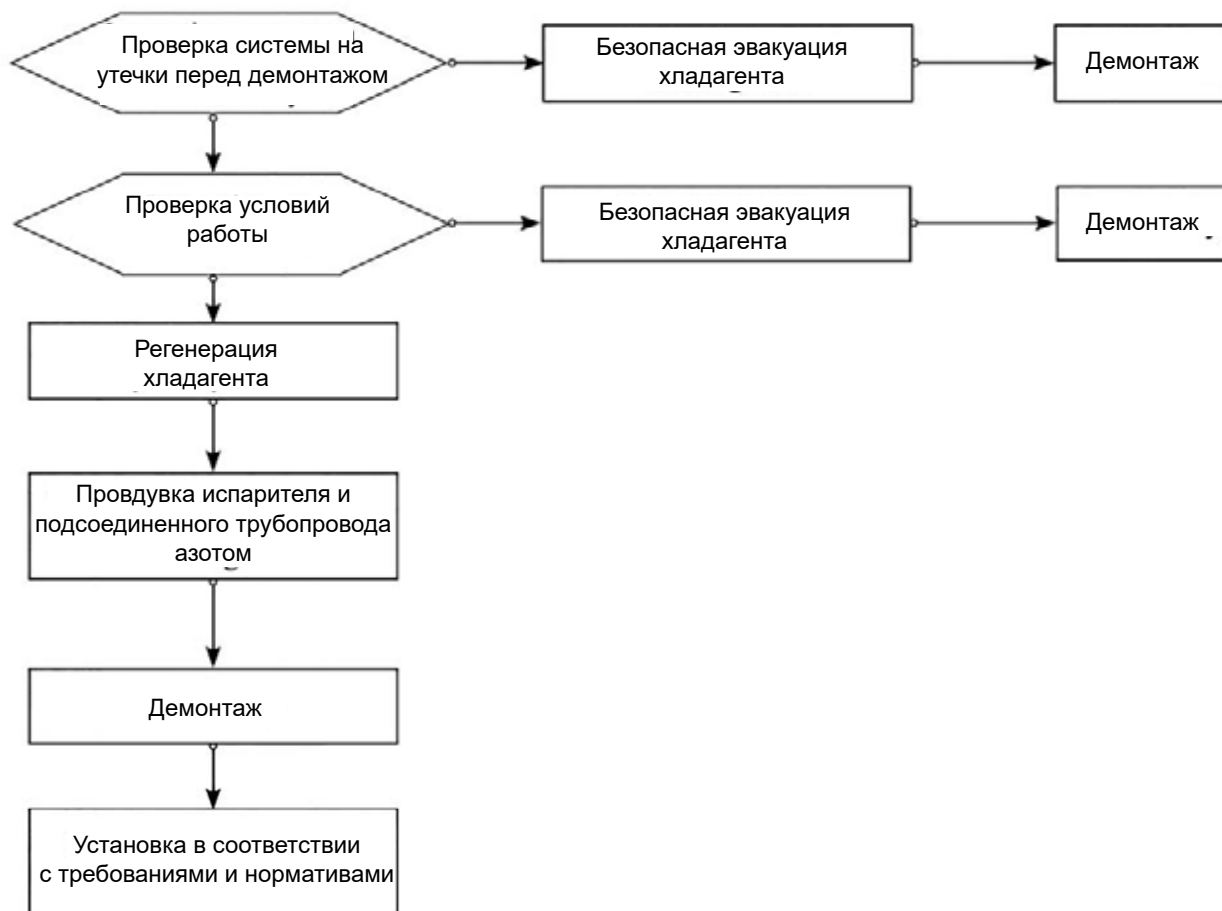 Проверка системы на
утечки перед демонтажом
Безопасная эвакуация
хладагента
Демонтаж
Проверка условий
работы
Безопасная эвакуация
хладагента
Демонтаж
Регенерация
хладагента
Провдувка испарителя и
подсоединенного трубопровода
азотом
Демонтаж
Установка в соответствии
с требованиями и нормативами